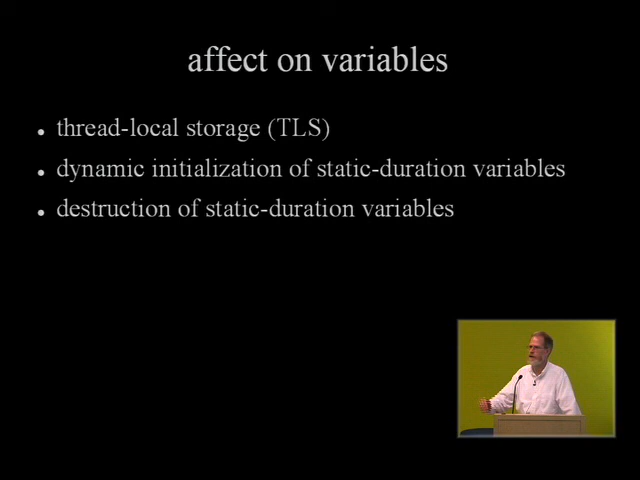 affect on variables
• thread-local storage (TLS)
• dynamic initialization of static-duration variables
• destruction of static-duration variables